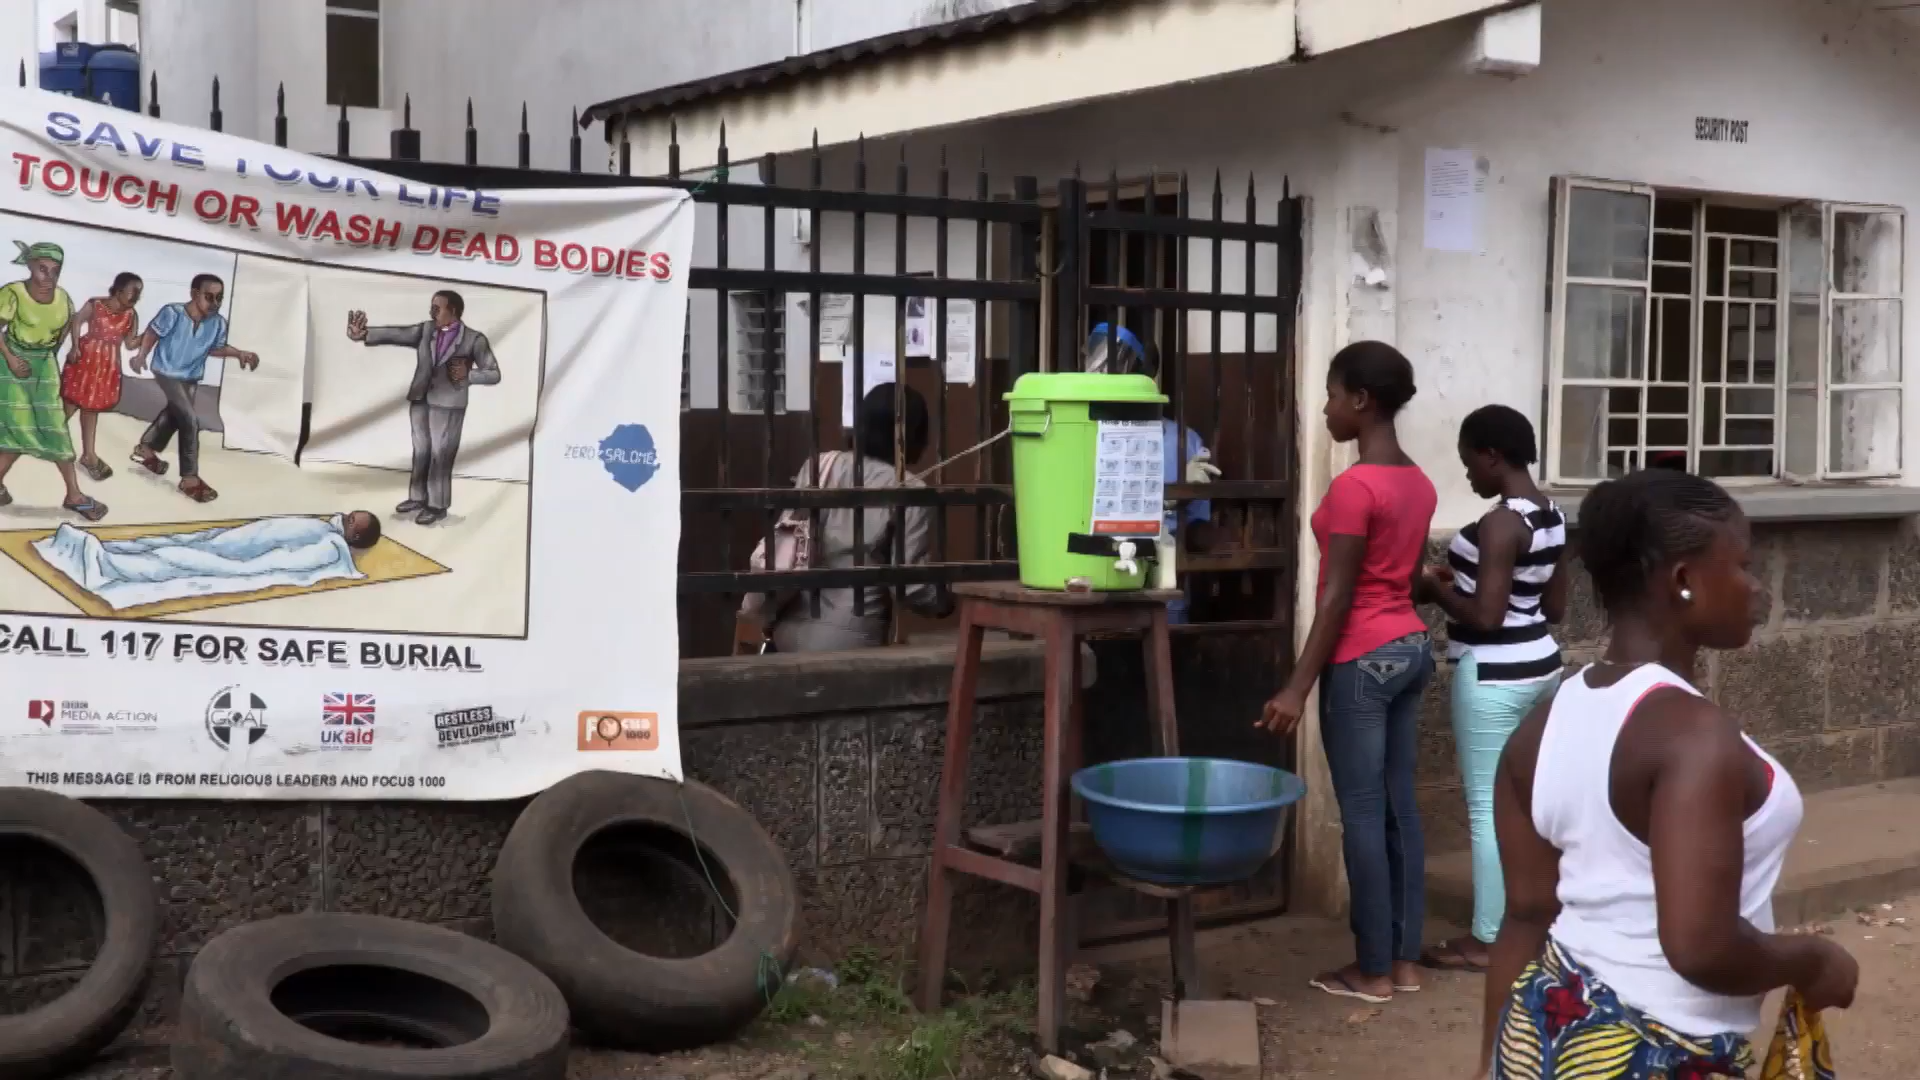 SAVE YOUR LIFE
TOUCH OR WASH DEAD BODIES
ZERO SALONE
CALL 117 FOR SAFE BURIAL
BBC
MEDIA ACTION
GOAL
UKaid
RESTLESS
DEVELOPMENT
FOCUS
1000
THIS MESSAGE IS FROM RELIGIOUS LEADERS AND FOCUS 1000
SECURITY POST